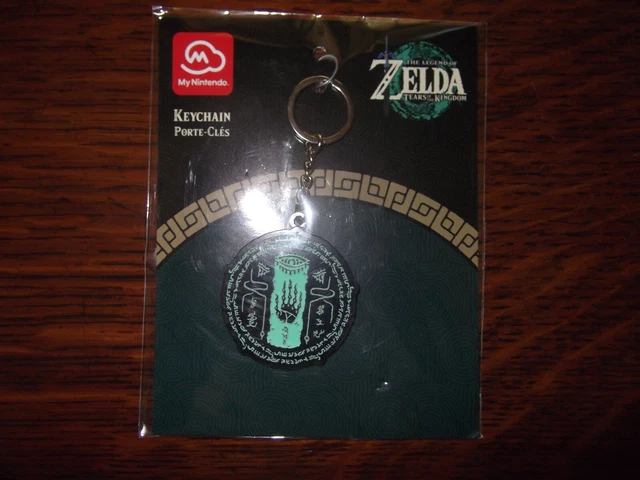 My Nintendo
THE LEGEND OF
ZELDA
TEARS OF THE KINGDOM
KEYCHAIN
PORTE-CLÉS